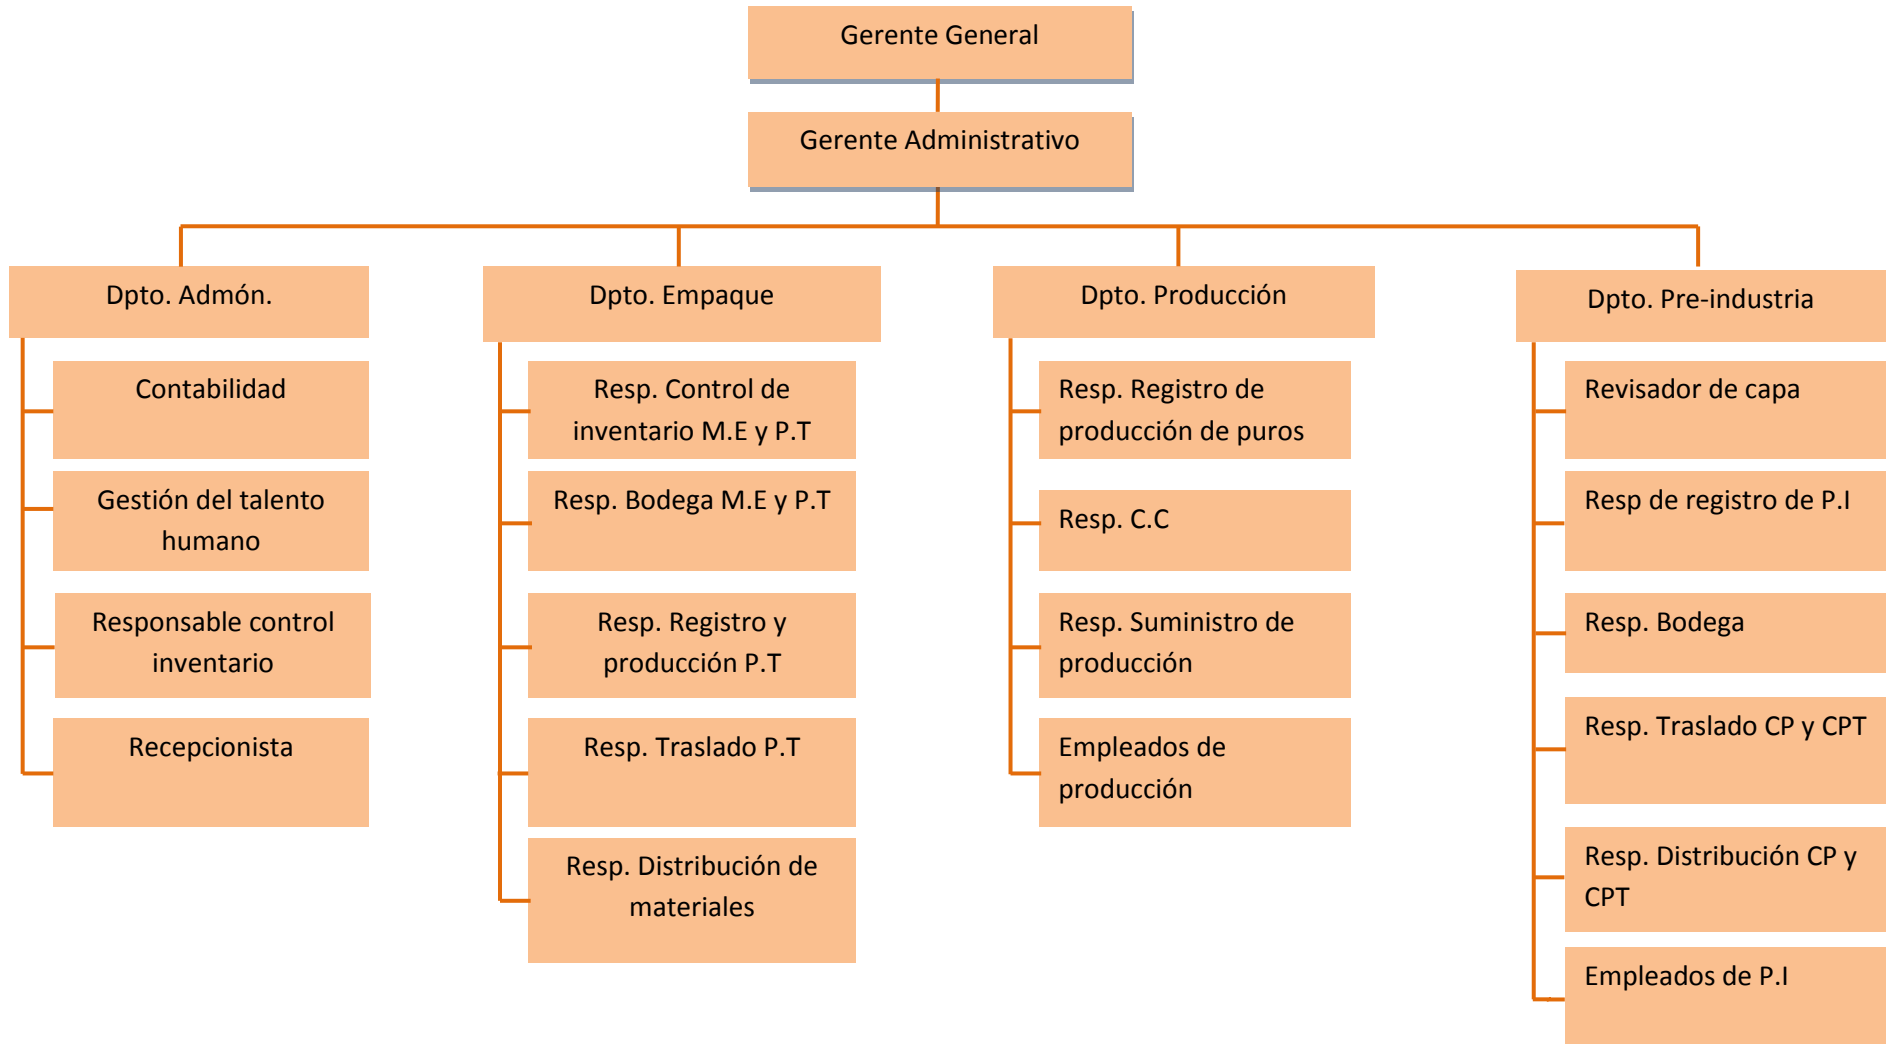 Gerente General
Gerente Administrativo
Dpto. Admón.
Contabilidad
Gestión del talento
humano
Responsable control
inventario
Recepcionista
Dpto. Empaque
Resp. Control de
inventario M.E y P.T
Resp. Bodega M.E y P.T
Resp. Registro y
producción P.T
Resp. Traslado P.T
Resp. Distribución de
materiales
Dpto. Producción
Resp. Registro de
producción de puros
Resp. C.C
Resp. Suministro de
producción
Empleados de
producción
Dpto. Pre-industria
Revisador de capa
Resp de registro de P.I
Resp. Bodega
Resp. Traslado CP y CPT
Resp. Distribución CP y
CPT
Empleados de P.I